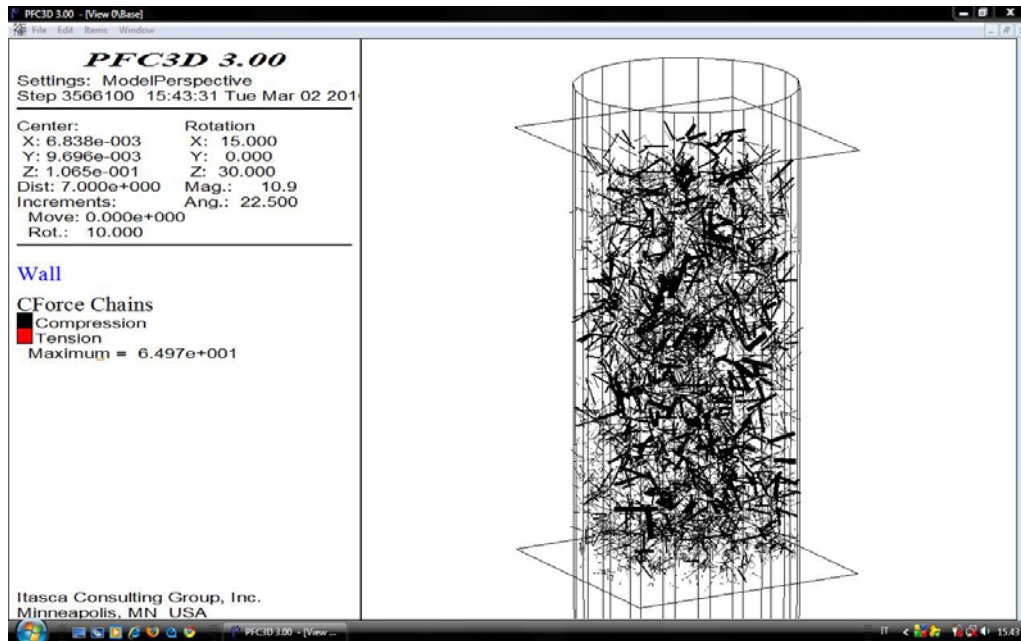 PFC3D 3.00 - [View 0\Base]
File Edit Items Window
PFC3D 3.00
Settings: ModelPerspective
Step 3566100 15:43:31 Tue Mar 02 201
Center: Rotation
X: 6.838e-003 X: 15.000
Y: 9.696e-003 Y: 0.000
Z: 1.065e-001 Z: 30.000
Dist: 7.000e+000 Mag.: 10.9
Increments: Ang.: 22.500
Move: 0.000e+000
Rot.: 10.000
Wall
CForce Chains
Compression
Tension
Maximum = 6.497e+001
Itasca Consulting Group, Inc.
Minneapolis, MN USA
PFC3D 3.00 - [View ...
IT
15.43